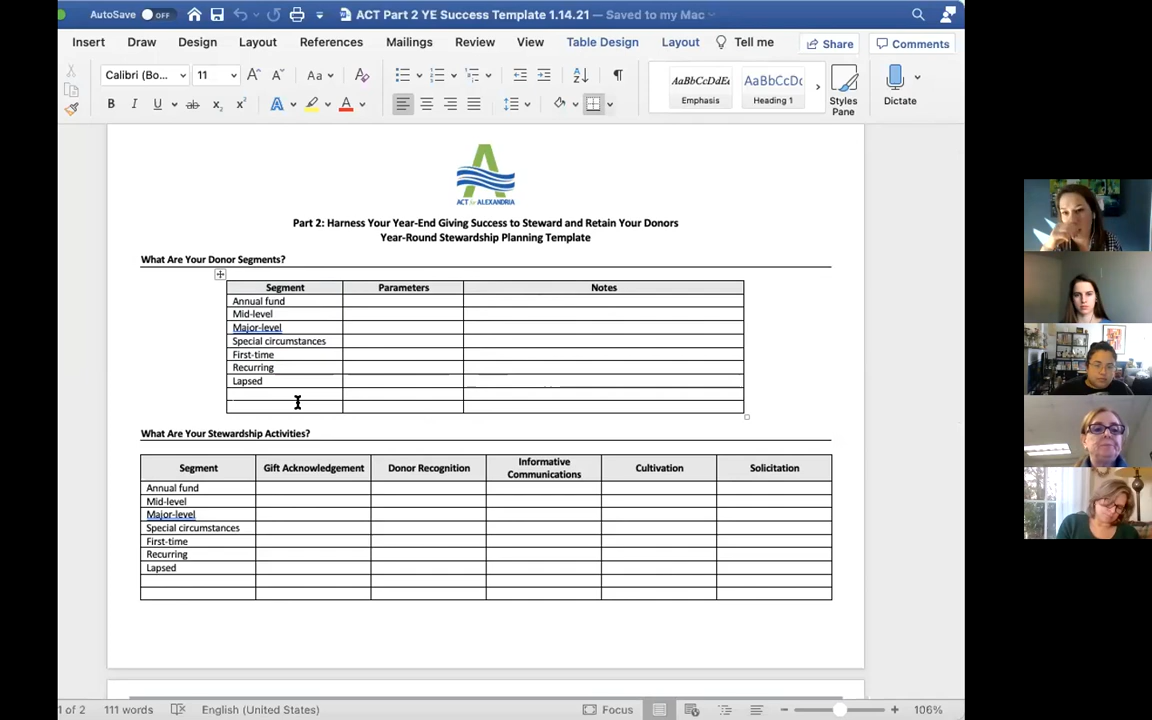 AutoSave OFF
ACT Part 2 YE Success Template 1.14.21 — Saved to my Mac
Insert Draw Design Layout References Mailings Review View Table Design Layout Tell me Share Comments
Calibri (Bo... 11 A A Aa A
AaBbCcDdEe AaBbCcDc
Emphasis Heading 1
Styles Pane
Dictate
B I U ab x₂ x² A A
A
ACT for ALEXANDRIA
Part 2: Harness Your Year-End Giving Success to Steward and Retain Your Donors
Year-Round Stewardship Planning Template
What Are Your Donor Segments?
Segment Parameters Notes
Annual fund
Mid-level
Major-level
Special circumstances
First-time
Recurring
Lapsed
What Are Your Stewardship Activities?
Segment Gift Acknowledgement Donor Recognition Informative Communications Cultivation Solicitation
Annual fund
Mid-level
Major-level
Special circumstances
First-time
Recurring
Lapsed
1 of 2 111 words English (United States) Focus 106%